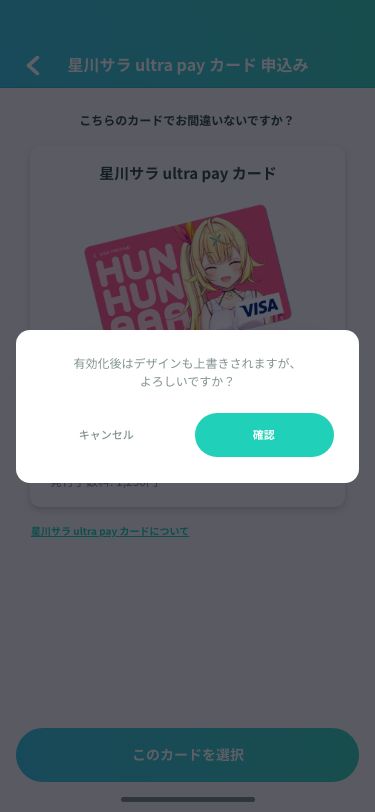 星川サラ ultra pay カード 申込み
こちらのカードでお間違いないですか？
星川サラ ultra pay カード
HUN
HUN
AAA
VISA
有効化後はデザインも上書きされますが、
よろしいですか？
キャンセル
確認
星川サラ ultra pay カードについて
このカードを選択